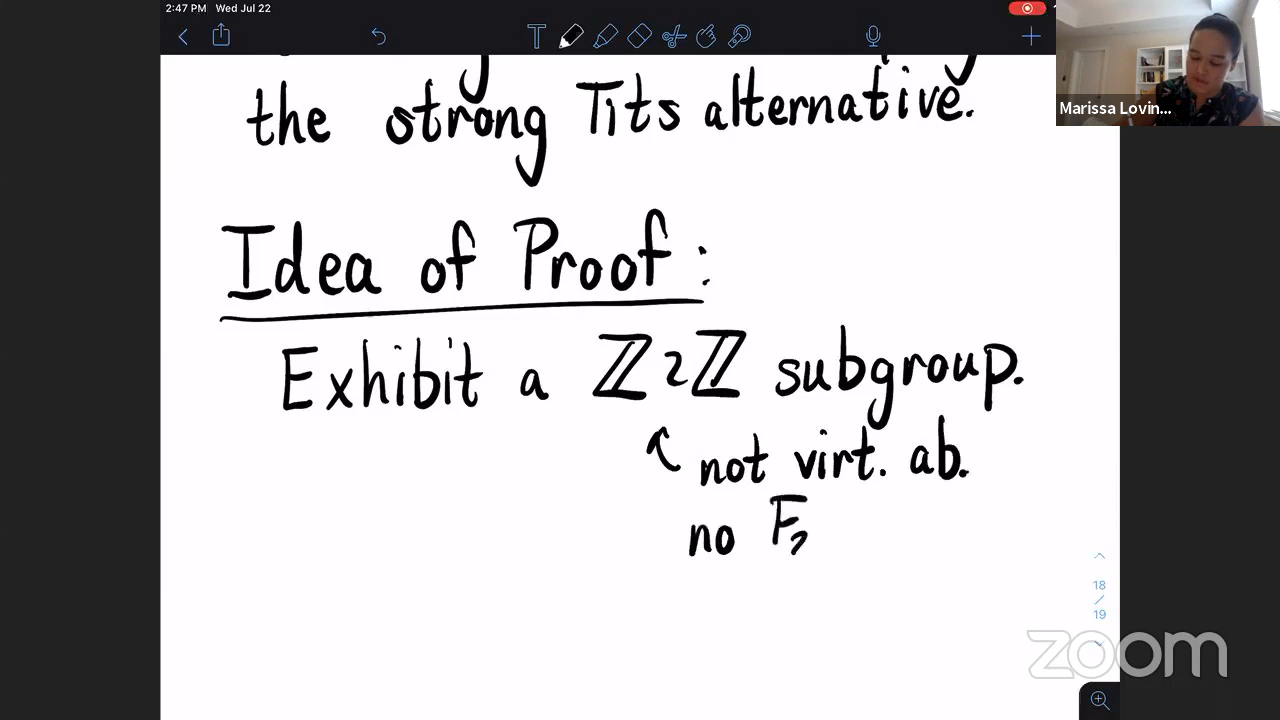 2:47 PM Wed Jul 22
the strong Tits alternative.
Marissa Lovin...
Idea of Proof:
Exhibit a ℤ≀ℤ subgroup.
not virt. ab.
no F₂
18
/
19
zoom